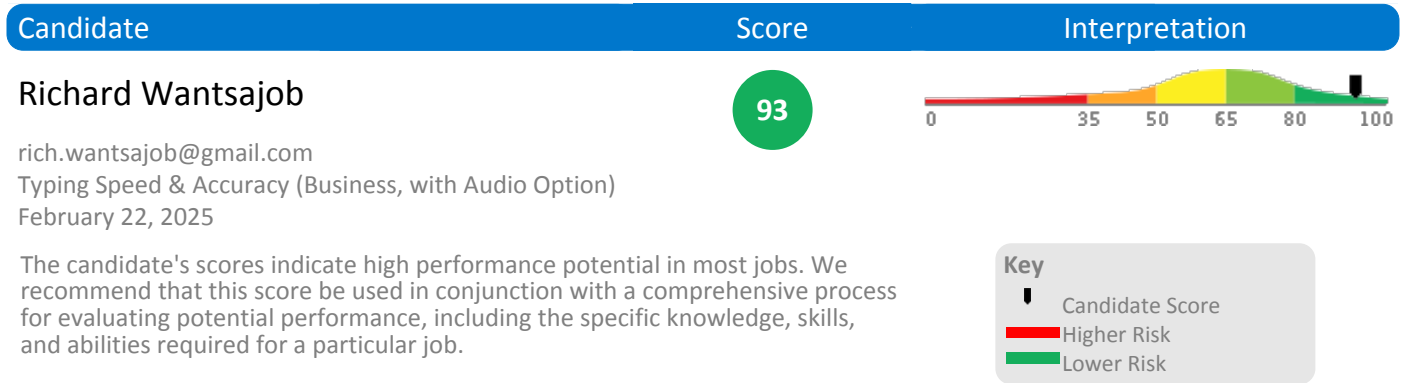 Candidate Score Interpretation
Richard Wantsajob
93
0 35 50 65 80 100
rich.wantsajob@gmail.com
Typing Speed & Accuracy (Business, with Audio Option)
February 22, 2025
The candidate's scores indicate high performance potential in most jobs. We
recommend that this score be used in conjunction with a comprehensive process
for evaluating potential performance, including the specific knowledge, skills,
and abilities required for a particular job.
Key
Candidate Score
Higher Risk
Lower Risk